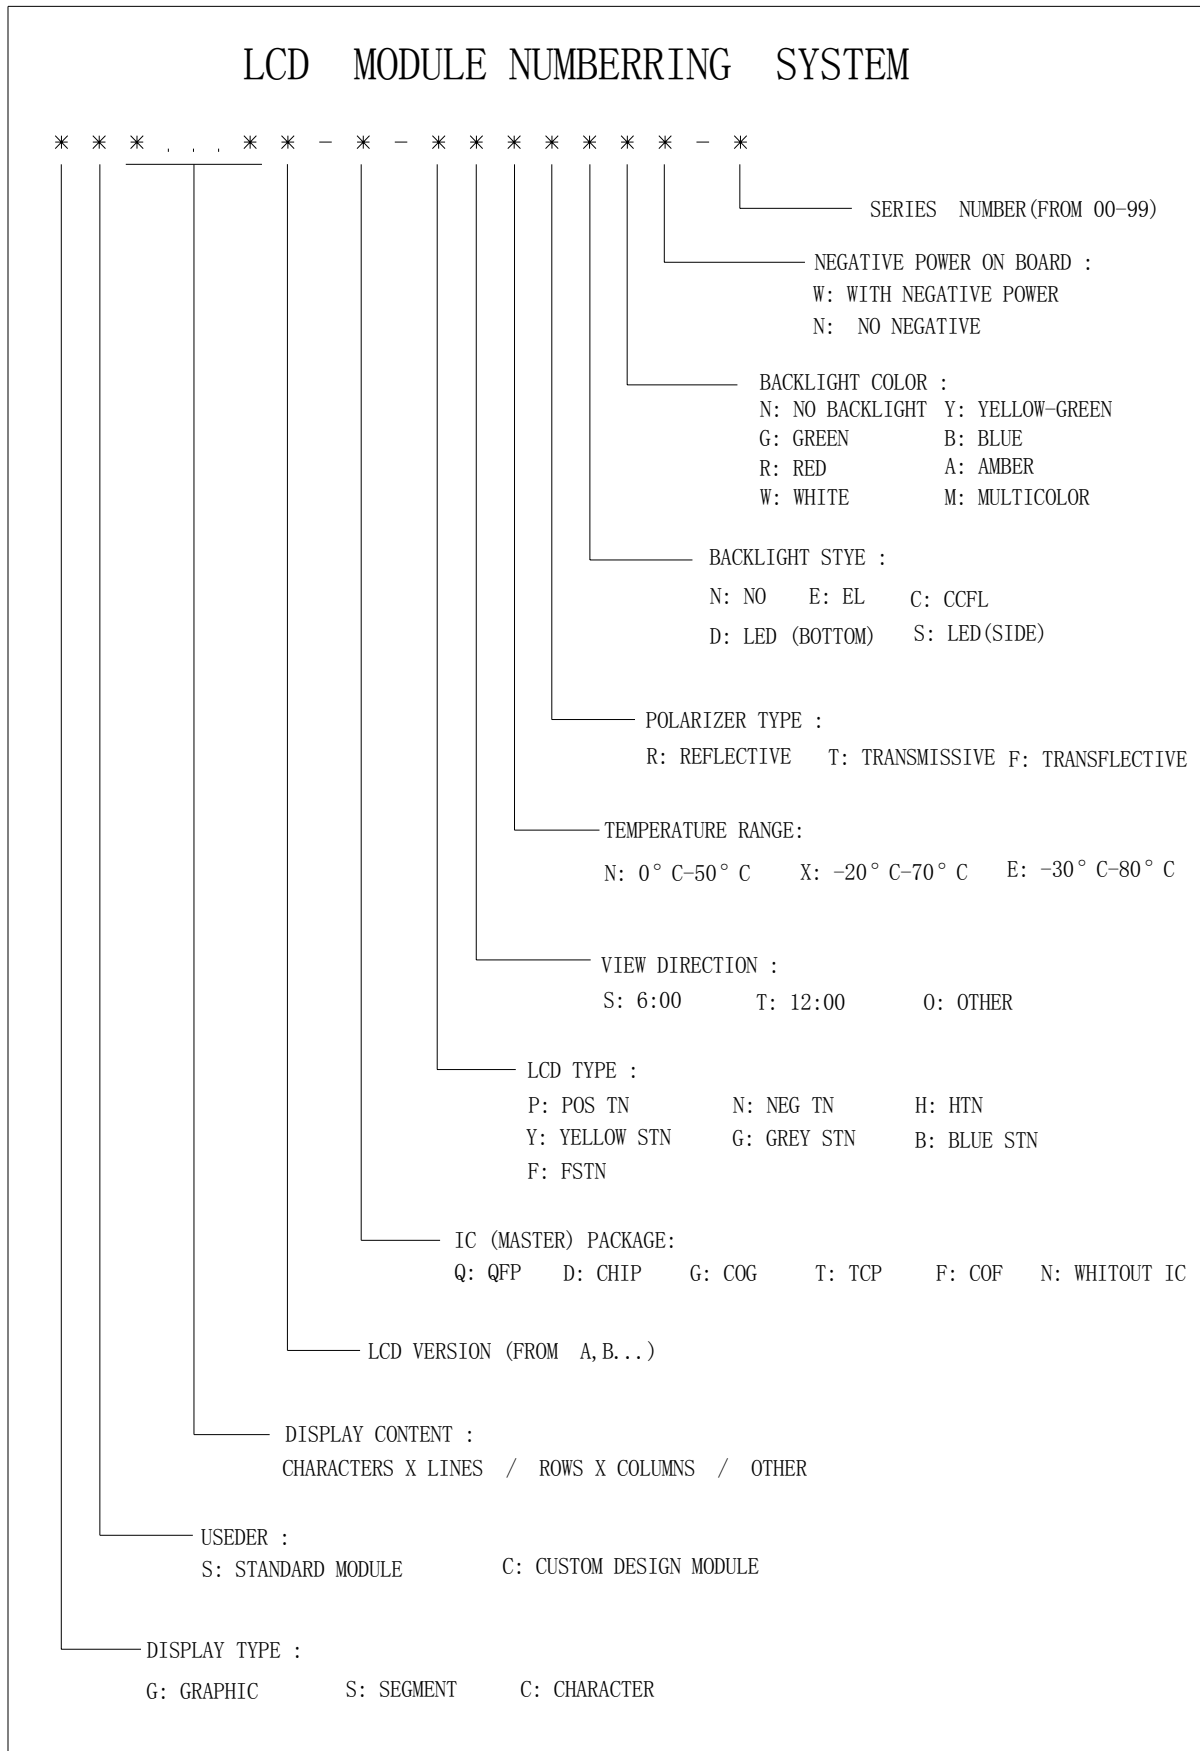 LCD MODULE NUMBERRING SYSTEM
* * * . . . * * - * - * * * * * * * - *
SERIES NUMBER(FROM 00-99)
NEGATIVE POWER ON BOARD :
W: WITH NEGATIVE POWER
N: NO NEGATIVE
BACKLIGHT COLOR :
N: NO BACKLIGHT Y: YELLOW-GREEN
G: GREEN B: BLUE
R: RED A: AMBER
W: WHITE M: MULTICOLOR
BACKLIGHT STYE :
N: NO E: EL C: CCFL
D: LED (BOTTOM) S: LED(SIDE)
POLARIZER TYPE :
R: REFLECTIVE T: TRANSMISSIVE F: TRANSFLECTIVE
TEMPERATURE RANGE:
N: 0° C-50° C X: -20° C-70° C E: -30° C-80° C
VIEW DIRECTION :
S: 6:00 T: 12:00 O: OTHER
LCD TYPE :
P: POS TN N: NEG TN H: HTN
Y: YELLOW STN G: GREY STN B: BLUE STN
F: FSTN
IC (MASTER) PACKAGE:
Q: QFP D: CHIP G: COG T: TCP F: COF N: WHITOUT IC
LCD VERSION (FROM A,B...)
DISPLAY CONTENT :
CHARACTERS X LINES / ROWS X COLUMNS / OTHER
USEDER :
S: STANDARD MODULE C: CUSTOM DESIGN MODULE
DISPLAY TYPE :
G: GRAPHIC S: SEGMENT C: CHARACTER